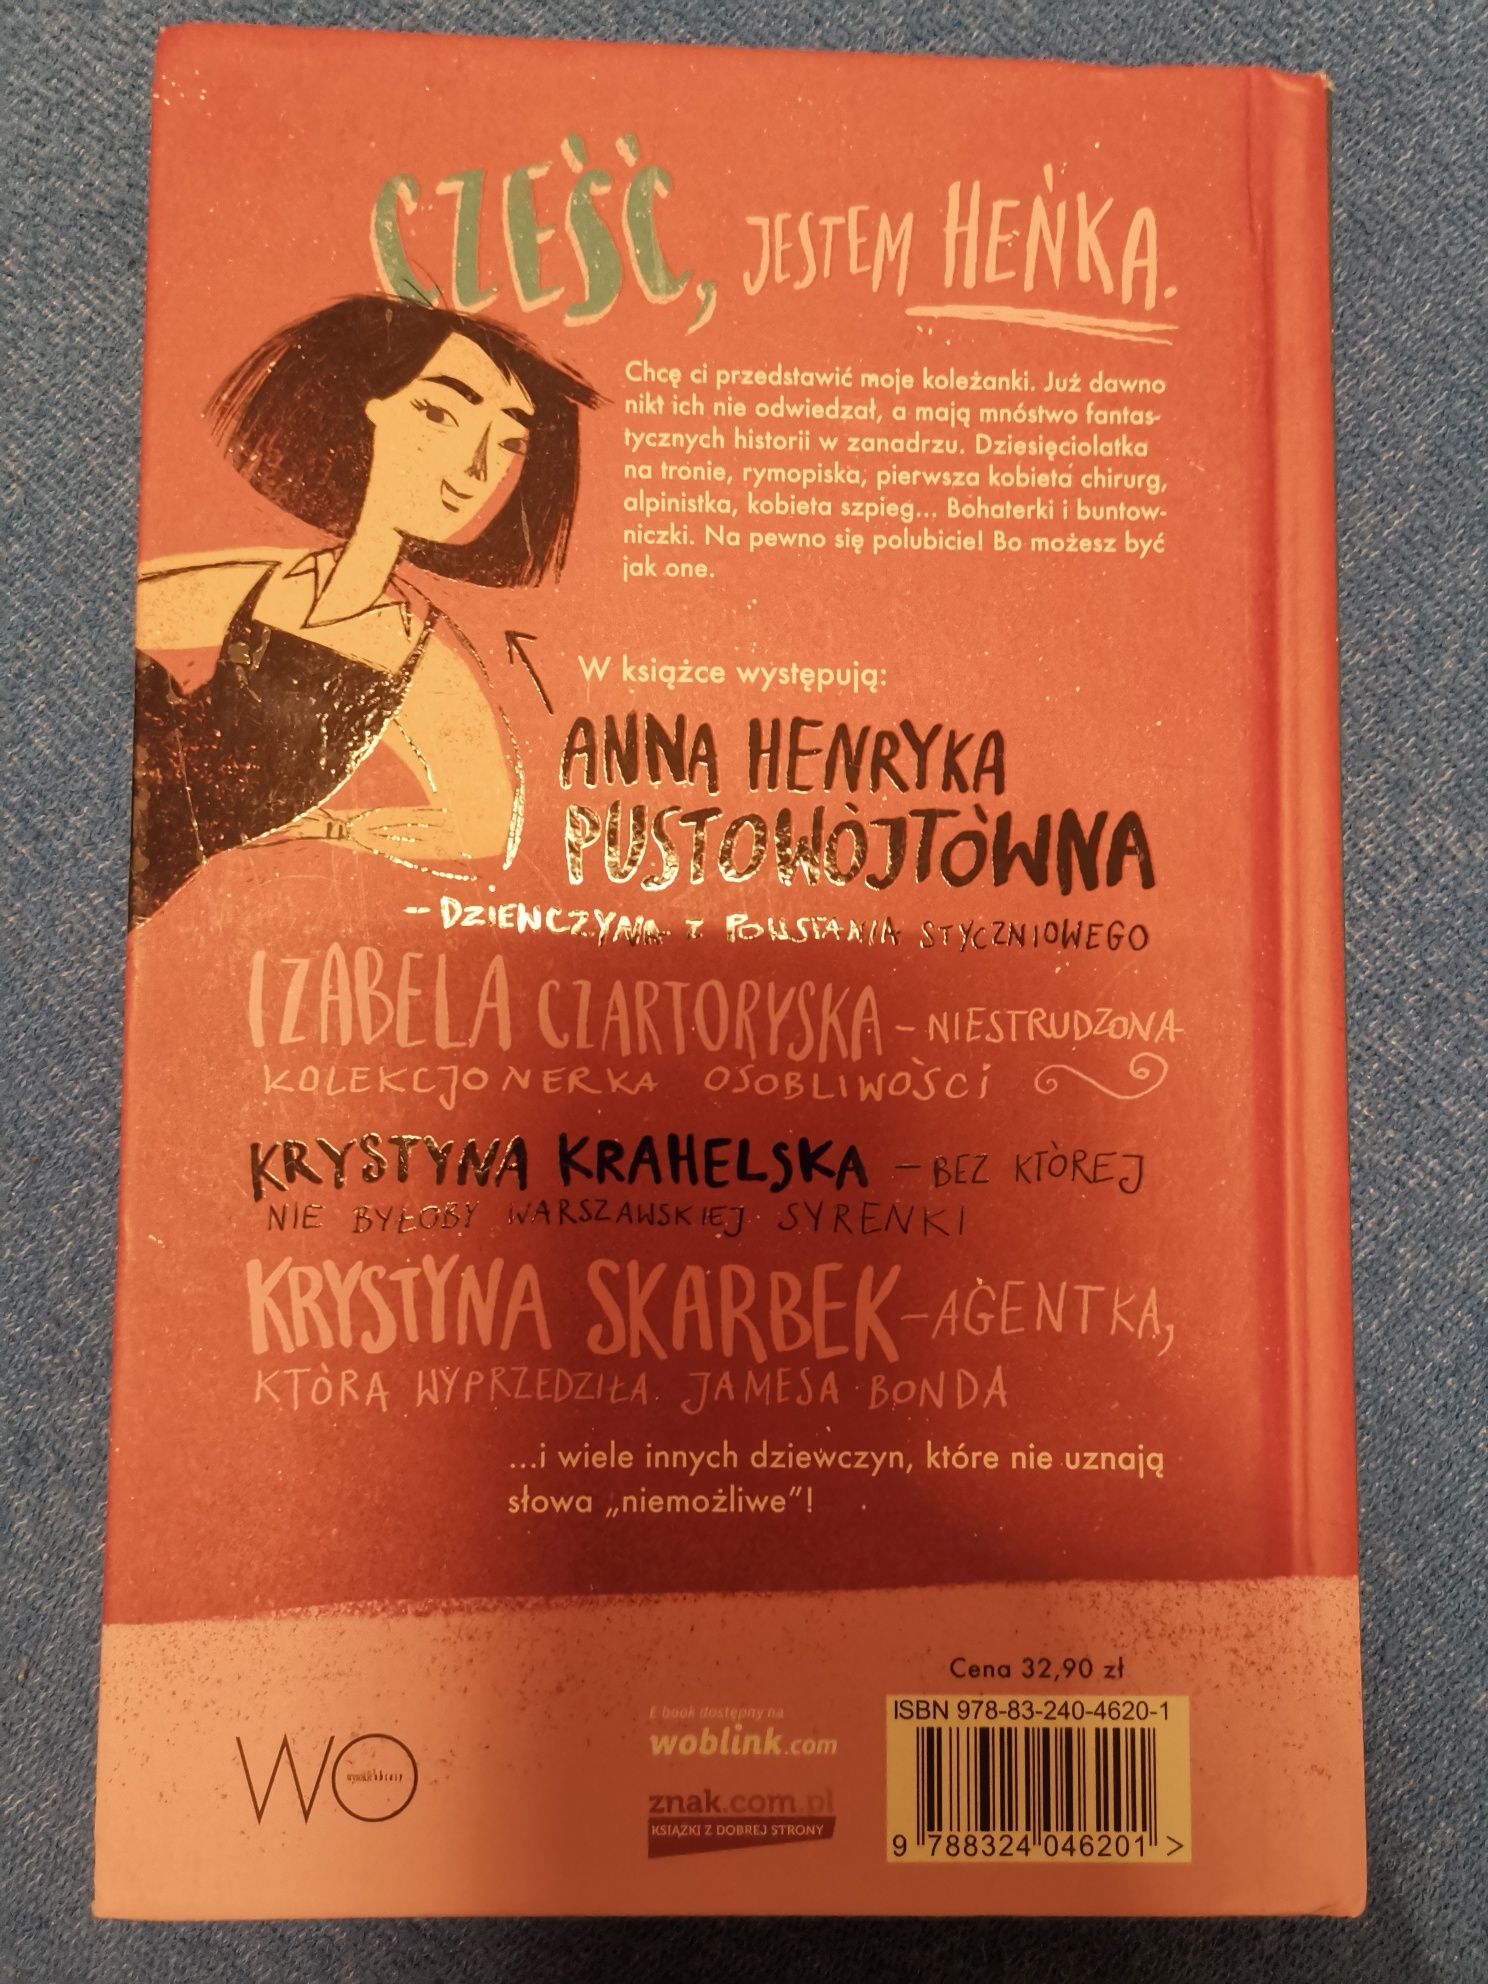 CZEŚĆ, JESTEM HEŃKA.
Chcę ci przedstawić moje koleżanki. Już dawno
nikt ich nie odwiedzał, a mają mnóstwo fantas-
tycznych historii w zanadrzu. Dziesięciolatka
na tronie, rymopiska, pierwsza kobieta chirurg,
alpinistka, kobieta szpieg... Bohaterki i buntow-
niczki. Na pewno się polubicie! Bo możesz być
jak one.
W książce występują:
ANNA HENRYKA
PUSTOWÓJTÓWNA
– DZIEWCZYNA Z POWSTANIA STYCZNIOWEGO
IZABELA CZARTORYSKA – NIESTRUDZONA
KOLEKCJONERKA OSOBLIWOŚCI
KRYSTYNA KRAHELSKA – BEZ KTÓREJ
NIE BYŁOBY WARSZAWSKIEJ SYRENKI
KRYSTYNA SKARBEK – AGENTKA,
KTÓRA WYPRZEDZIŁA JAMESA BONDA
...i wiele innych dziewczyn, które nie uznają
słowa „niemożliwe”!
Cena 32,90 zł
ISBN 978-83-240-4620-1
9 788324 046201 >
E-book dostępny na
woblink.com
znak.com.pl
KSIĄŻKI Z DOBREJ STRONY
WO
wysokie obcasy